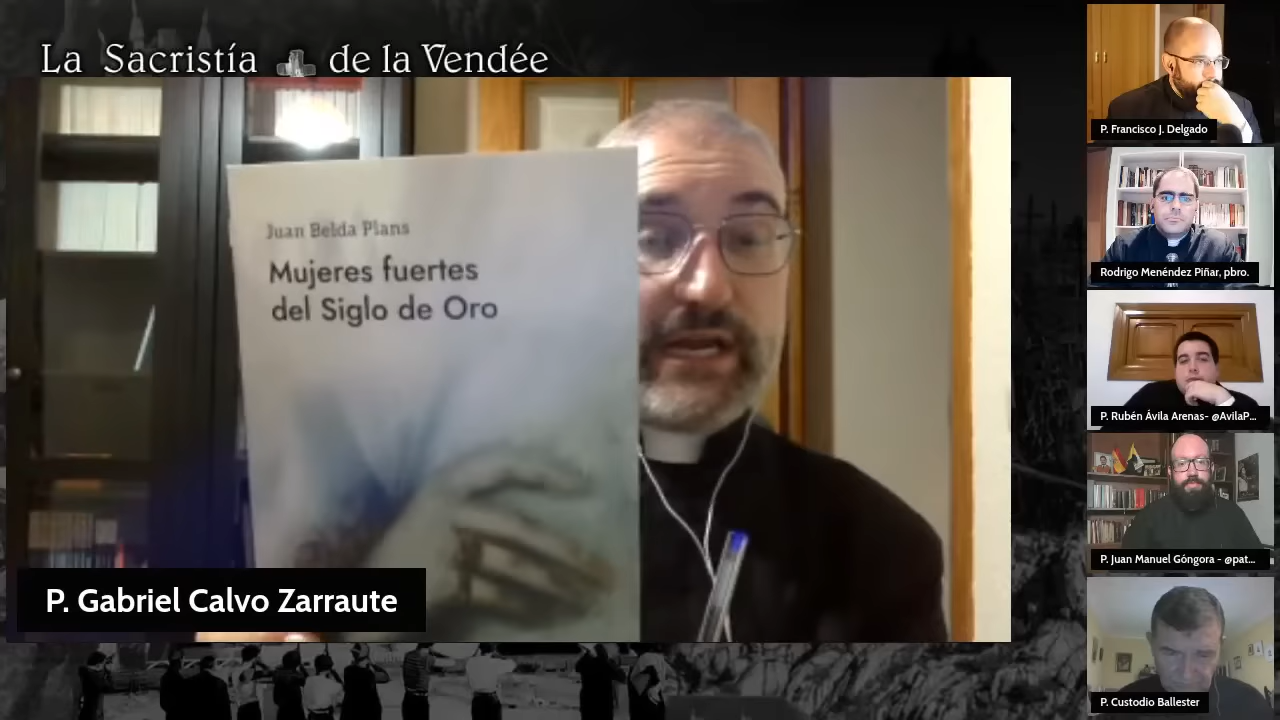 La Sacristía de la Vendée
Juan Belda Plans
Mujeres fuertes
del Siglo de Oro
P. Gabriel Calvo Zarraute
P. Francisco J. Delgado
Rodrigo Menéndez Piñar, pbro.
P. Rubén Ávila Arenas- @AvilaP...
P. Juan Manuel Góngora - @pat...
P. Custodio Ballester